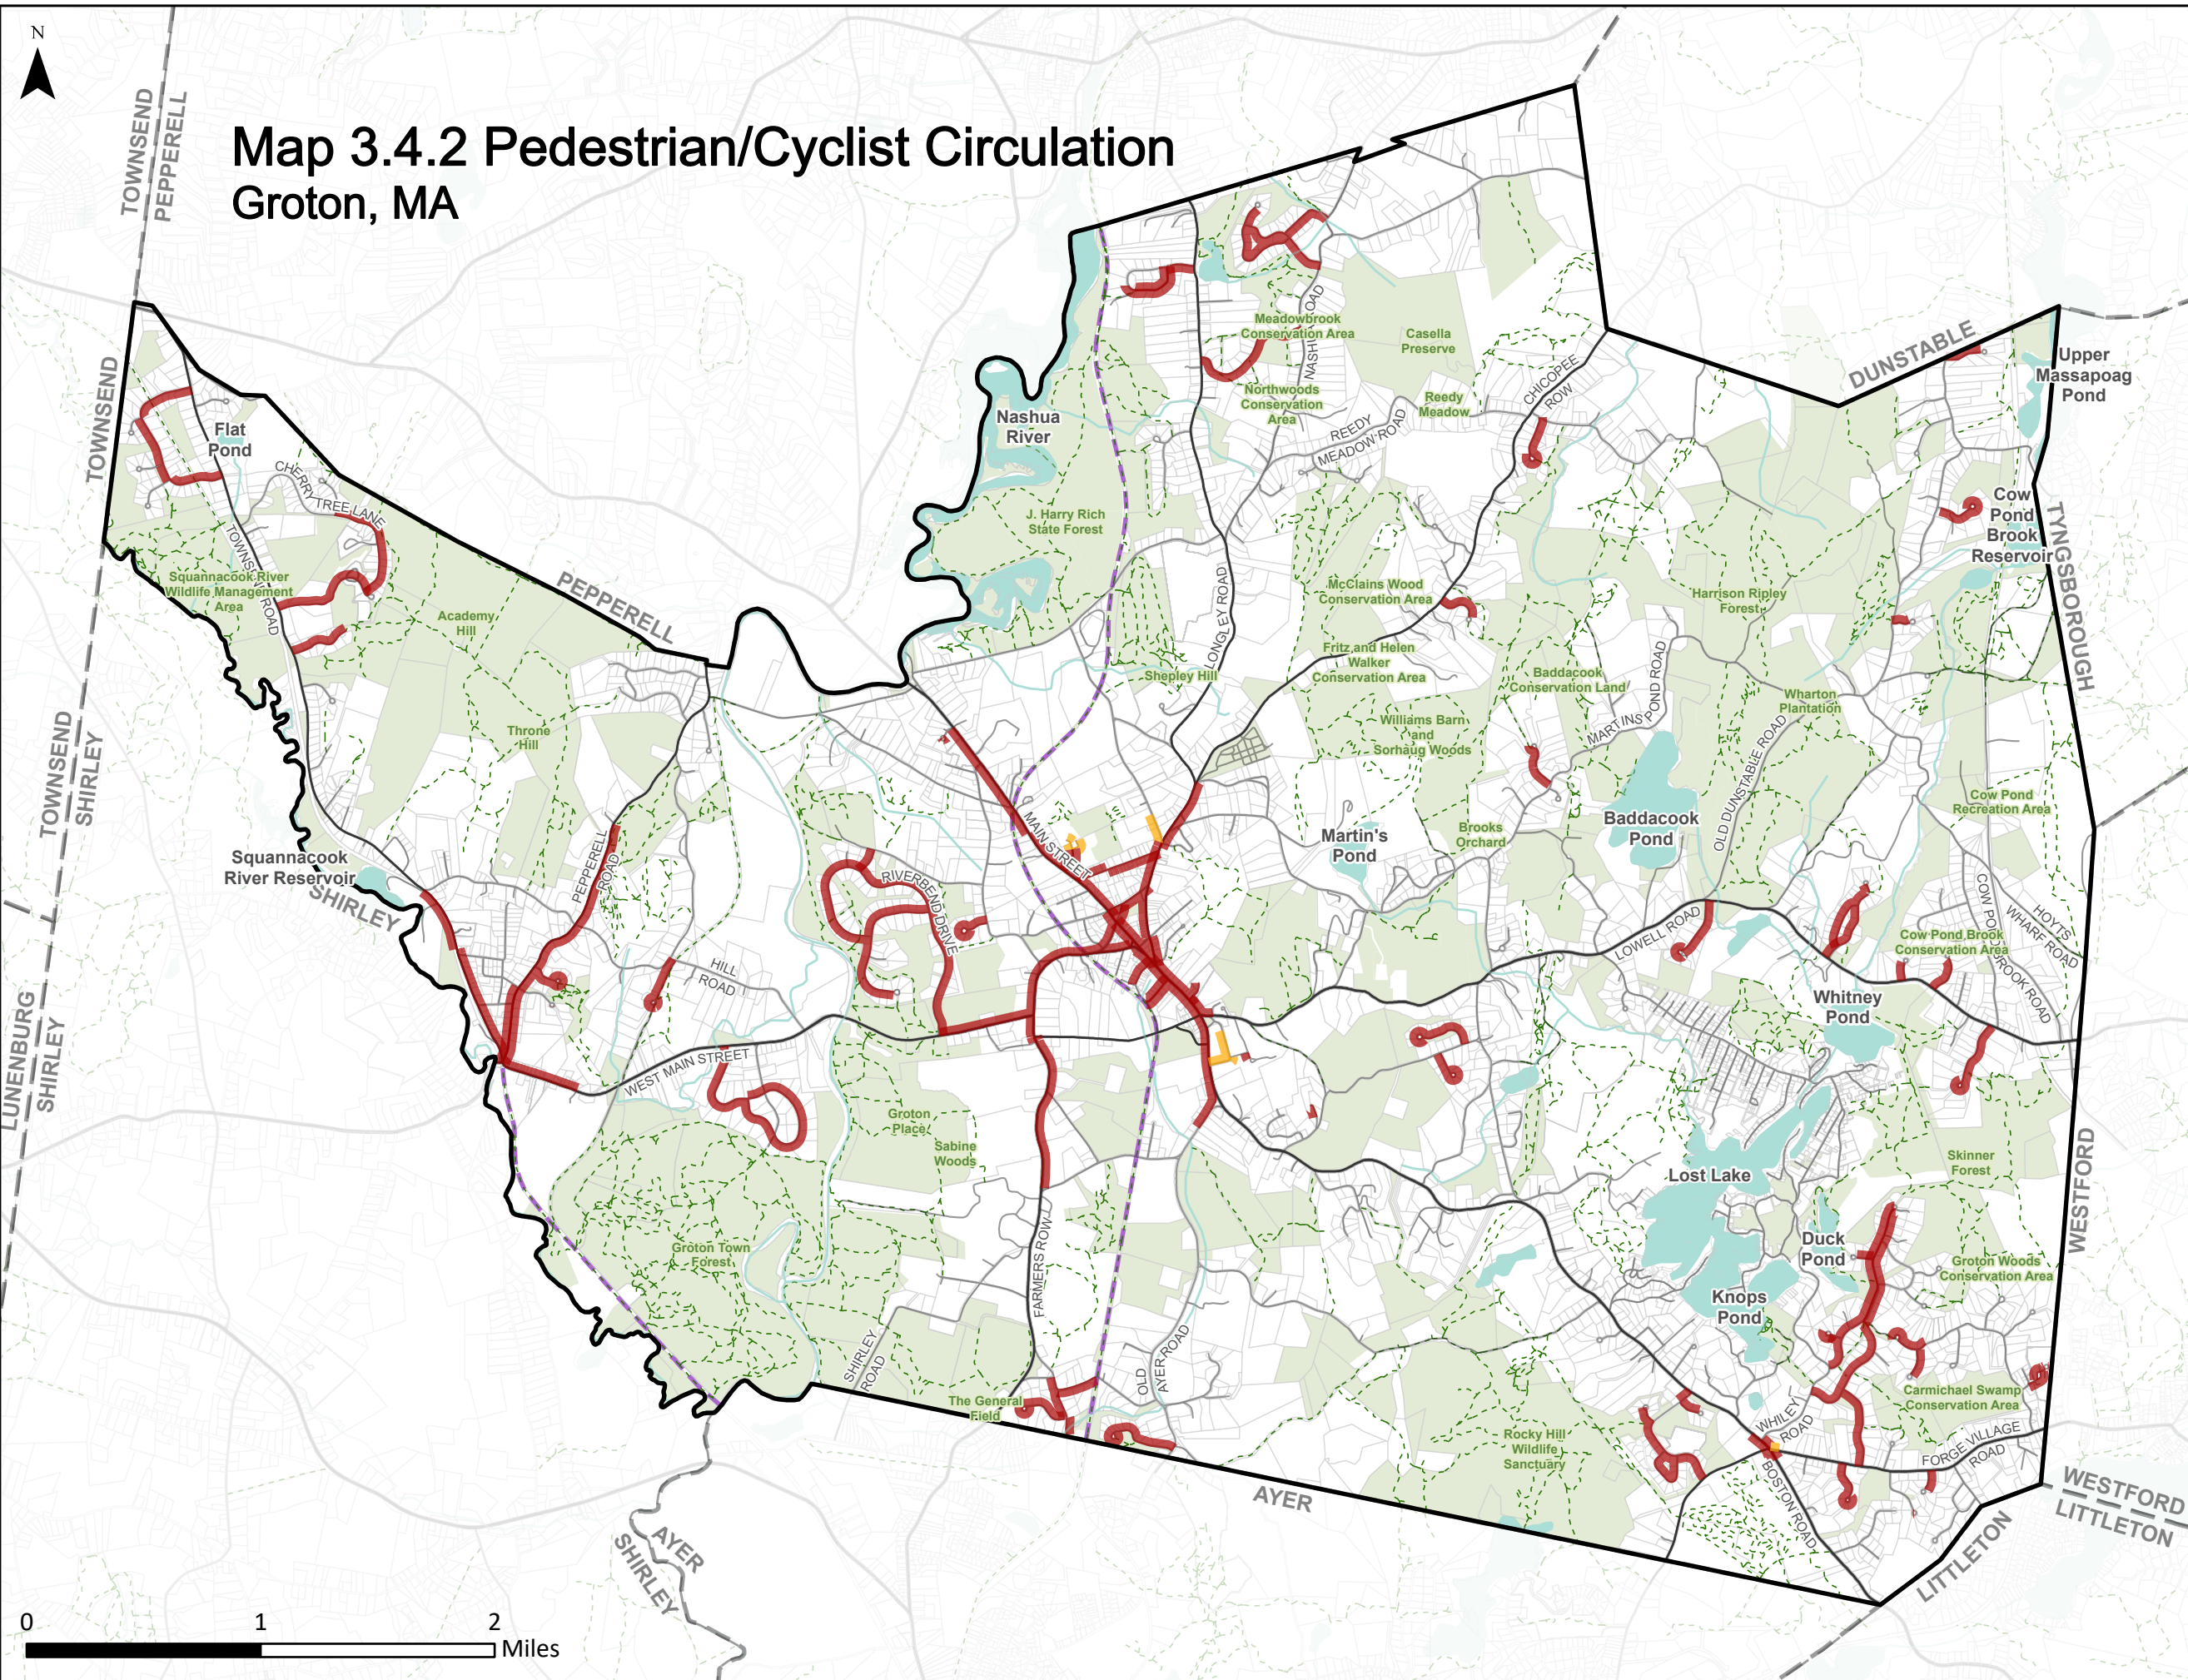 N
Map 3.4.2 Pedestrian/Cyclist Circulation
Groton, MA
TOWNSEND
PEPPERELL
TOWNSEND
DUNSTABLE
Upper
Massapoag
Pond
Meadowbrook
Conservation Area
Casella
Preserve
Northwoods
Conservation
Area
Reedy
Meadow
CHICOPEE
ROW
REEDY
MEADOW ROAD
Nashua
River
Flat
Pond
CHERRY TREE LANE
TOWNSEND ROAD
J. Harry Rich
State Forest
Cow
Pond
Brook
Reservoir
TYNGSBOROUGH
Squannacook River
Wildlife Management
Area
Academy
Hill
PEPPERELL
McClains Wood
Conservation Area
Harrison Ripley
Forest
LONGLEY ROAD
Shepley Hill
Fritz and Helen
Walker
Conservation Area
Baddacook
Conservation Land
MARTINS POND ROAD
Wharton
Plantation
Throne
Hill
Williams Barn
and
Sorhaug Woods
TOWNSEND
SHIRLEY
OLD DUNSTABLE ROAD
Cow Pond
Recreation Area
Baddacook
Pond
Brooks
Orchard
Martin's
Pond
MAIN STREET
PEPPERELL
ROAD
Squannacook
River Reservoir
SHIRLEY
RIVERBEND DRIVE
LOWELL ROAD
COW POND BROOK ROAD
HOYTS
WHARF ROAD
Cow Pond Brook
Conservation Area
HILL
ROAD
Whitney
Pond
LUNENBURG
SHIRLEY
WEST MAIN STREET
Groton
Place
Sabine
Woods
Lost Lake
Skinner
Forest
WESTFORD
Groton Town
Forest
FARMERS ROW
Duck
Pond
Groton Woods
Conservation Area
Knops
Pond
SHIRLEY
ROAD
OLD
AYER ROAD
The General
Field
Carmichael Swamp
Conservation Area
WHILEY
ROAD
FORGE VILLAGE
ROAD
Rocky Hill
Wildlife
Sanctuary
BOSTON ROAD
AYER
WESTFORD
LITTLETON
LITTLETON
AYER
SHIRLEY
0 1 2
Miles